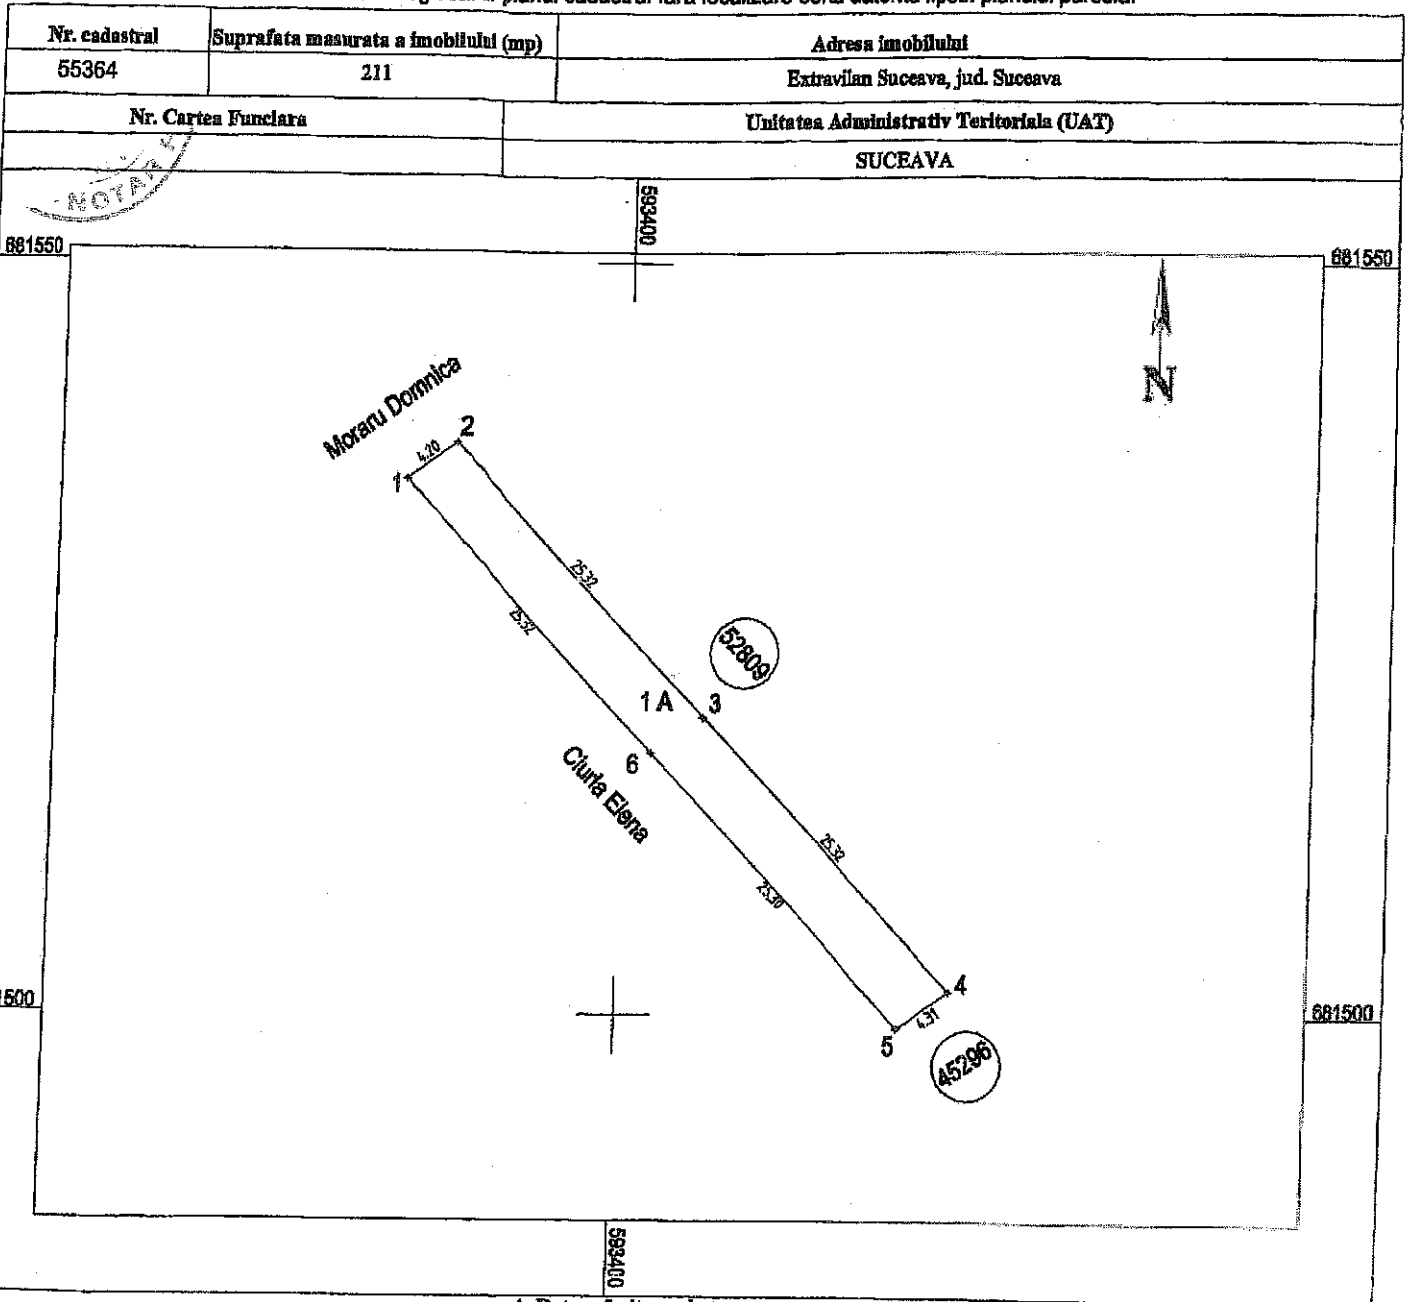 Nr. cadastral
Suprafata masurata a imobilului (mp)
Adresa imobilului
55364
211
Extravilan Suceava, jud. Suceava
Nr. Cartea Funciara
Unitatea Administrativ Teritoriala (UAT)
SUCEAVA
NOTAR
593400
681550
681550
N
Moraru Domnica
2
4.20
1
25.32
25.32
52809
1 A
3
6
Ciurla Elena
25.32
25.30
4
4.31
5
45296
500
681500
593400